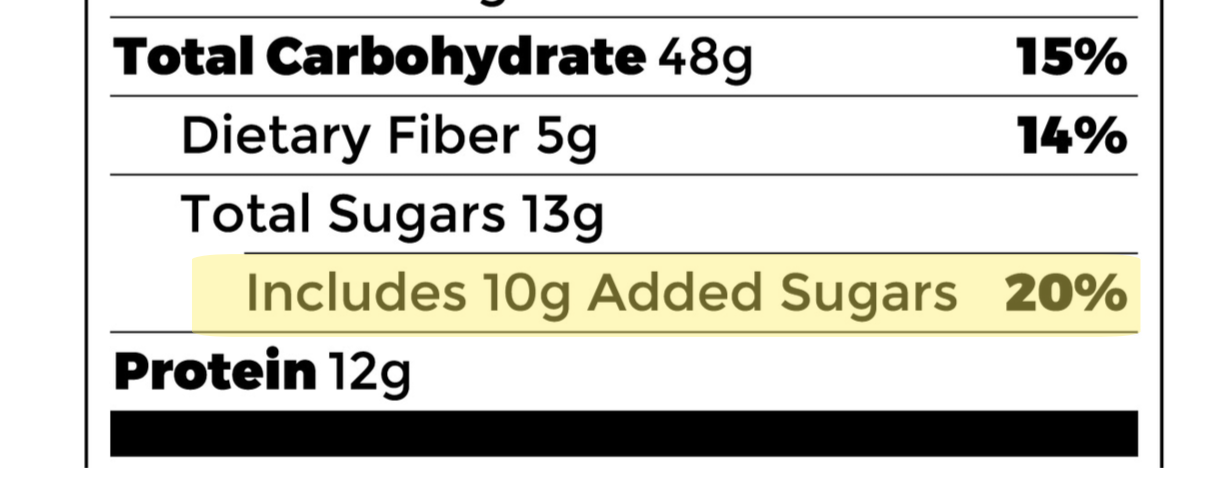 Total Carbohydrate 48g 15%
Dietary Fiber 5g 14%
Total Sugars 13g
Includes 10g Added Sugars 20%
Protein 12g